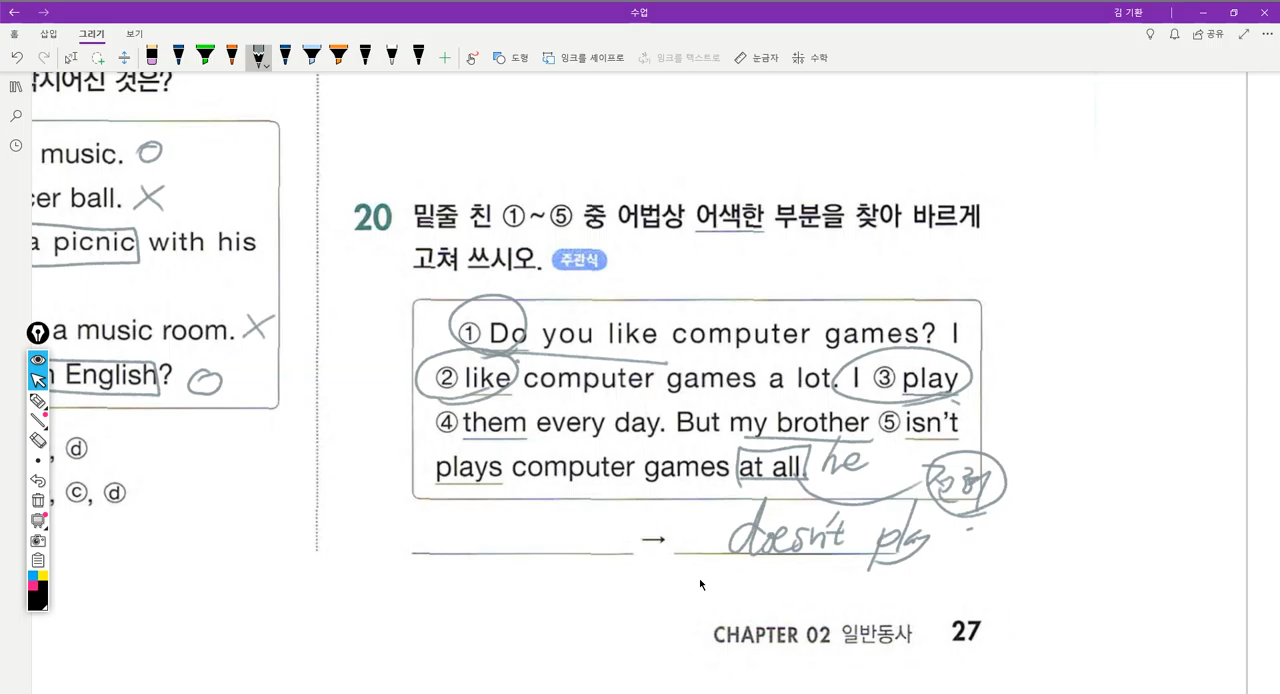 수업
김 기환
홈 삽입 그리기 보기
공유
도형 잉크를 셰이프로 잉크를 텍스트로 눈금자 수학
지어진 것은?
music. O
cer ball. X
a picnic with his
a music room. X
English? O
, ⓓ
, ⓒ, ⓓ
20 밑줄 친 ①~⑤ 중 어법상 어색한 부분을 찾아 바르게
고쳐 쓰시오. 주관식
① Do you like computer games? I
② like computer games a lot. I ③ play
④ them every day. But my brother ⑤ isn't
plays computer games at all. he
전혀
→ doesn't play
CHAPTER 02 일반동사 27